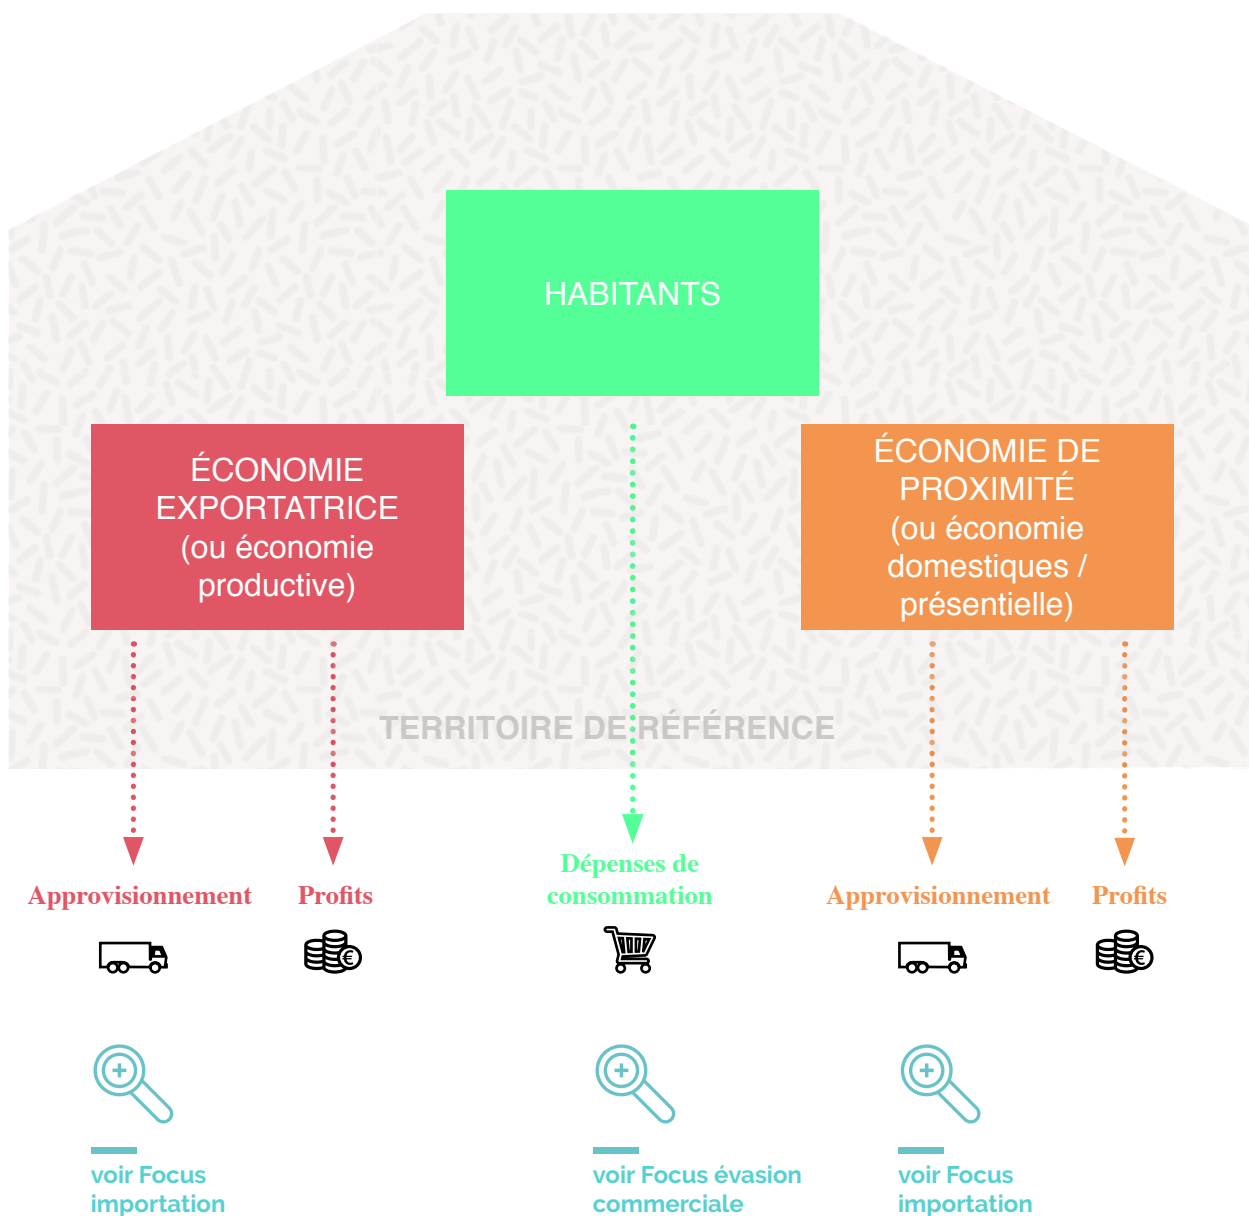 HABITANTS
ÉCONOMIE
EXPORTATRICE
(ou économie
productive)
ÉCONOMIE DE
PROXIMITÉ
(ou économie
domestiques /
présentielle)
TERRITOIRE DE RÉFÉRENCE
Approvisionnement
Profits
Dépenses de
consommation
Approvisionnement
Profits
voir Focus
importation
voir Focus évasion
commerciale
voir Focus
importation